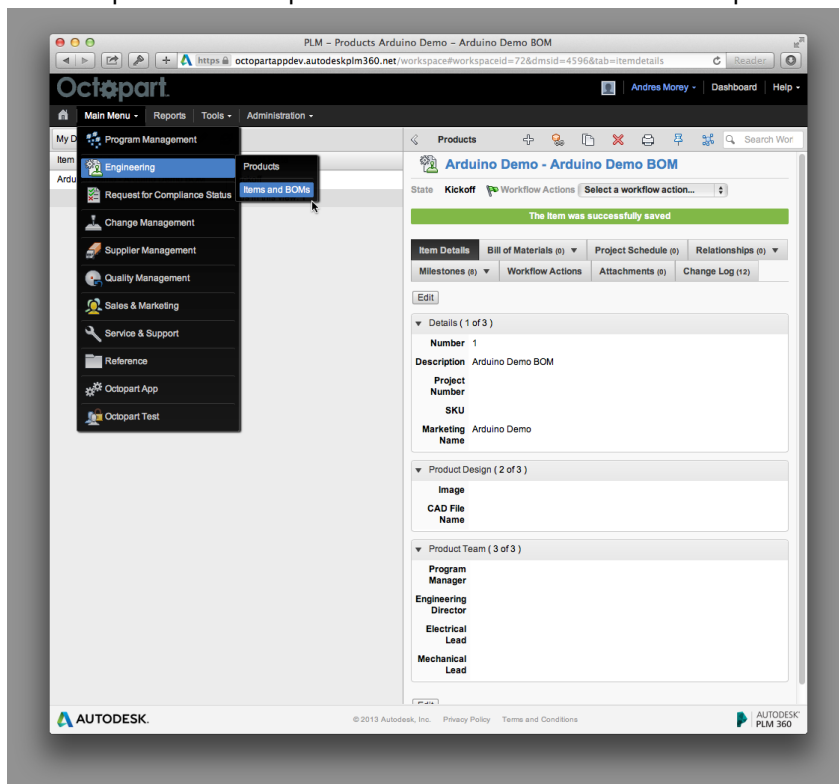 PLM – Products Arduino Demo – Arduino Demo BOM
https octopartappdev.autodeskplm360.net/workspace#workspaceid=72&dmsid=4596&tab=itemdetails Reader
Octopart. Andres Morey Dashboard Help
Main Menu Reports Tools Administration
My D
Item
Ardu
Program Management
Engineering
Request for Compliance Status
Change Management
Supplier Management
Quality Management
Sales & Marketing
Service & Support
Reference
Octopart App
Octopart Test
Products
Items and BOMs
Products Search Wor
Arduino Demo - Arduino Demo BOM
State Kickoff Workflow Actions Select a workflow action...
The Item was successfully saved
Item Details Bill of Materials (0) Project Schedule (0) Relationships (0)
Milestones (8) Workflow Actions Attachments (0) Change Log (12)
Edit
Details ( 1 of 3 )
Number 1
Description Arduino Demo BOM
Project
Number
SKU
Marketing Arduino Demo
Name
Product Design ( 2 of 3 )
Image
CAD File
Name
Product Team ( 3 of 3 )
Program
Manager
Engineering
Director
Electrical
Lead
Mechanical
Lead
AUTODESK. © 2013 Autodesk, Inc. Privacy Policy Terms and Conditions AUTODESK
PLM 360